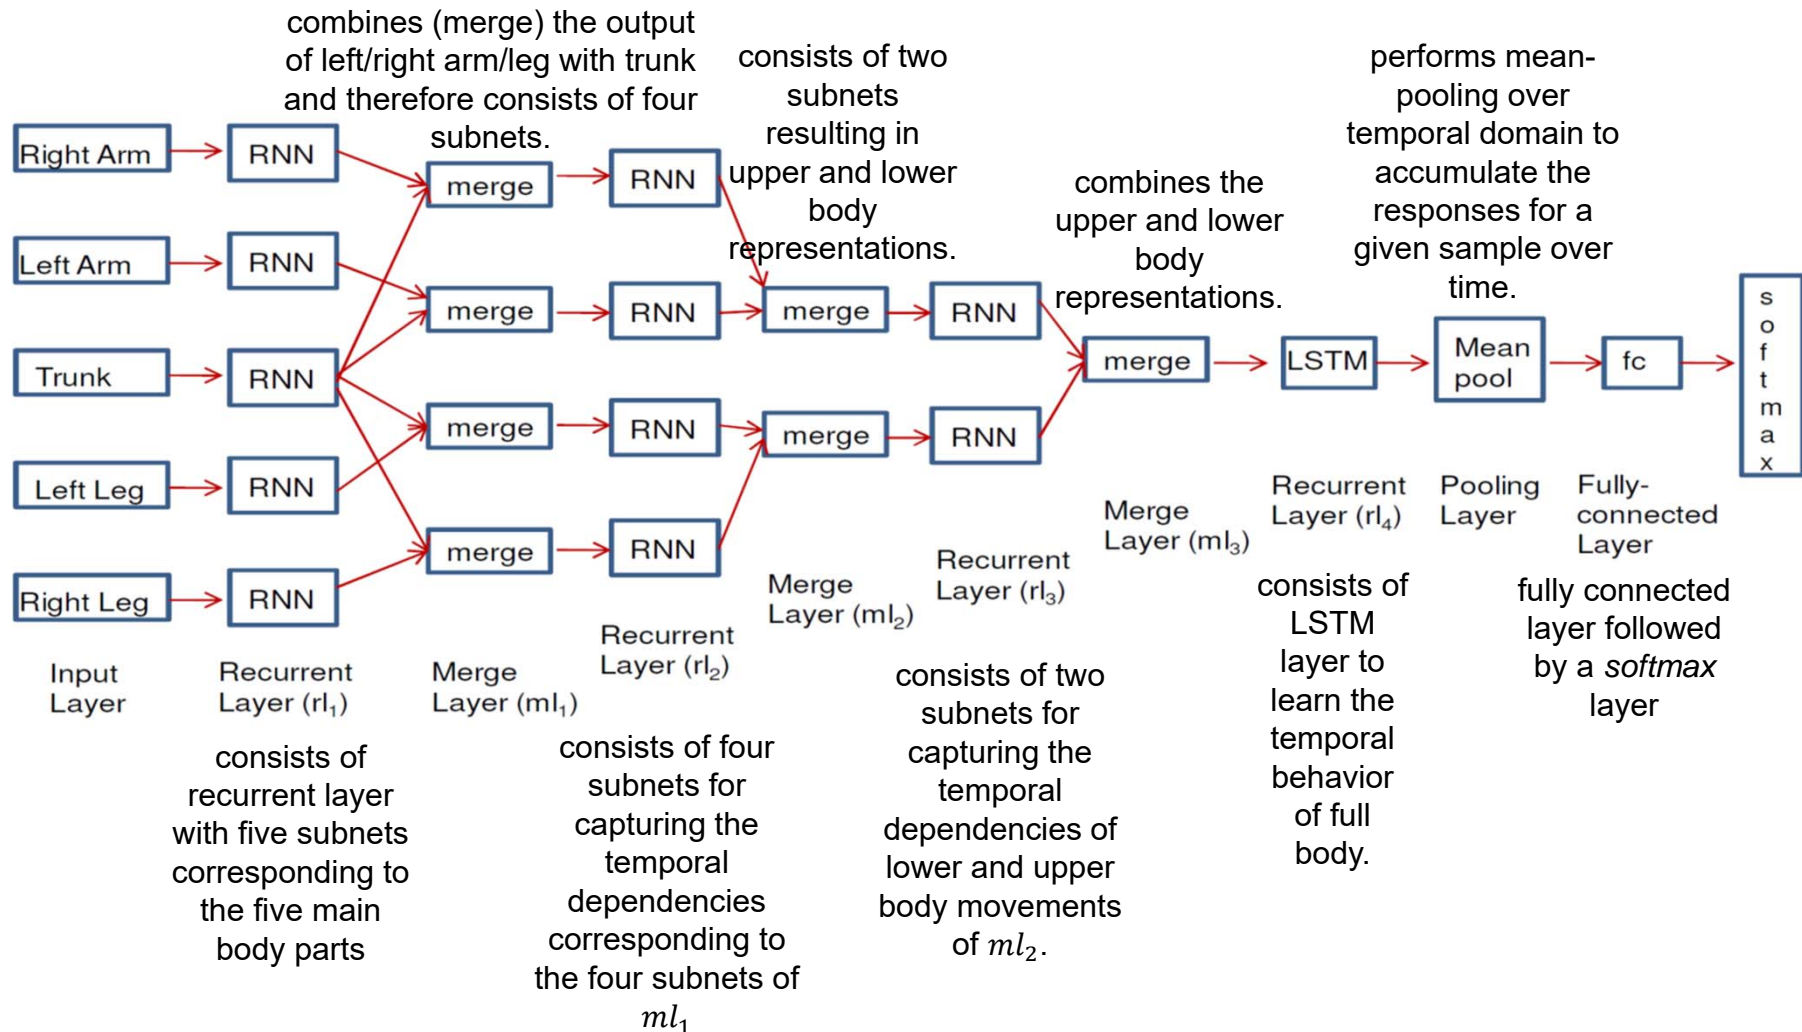 combines (merge) the output
of left/right arm/leg with trunk
and therefore consists of four
subnets.
consists of two
subnets
resulting in
upper and lower
body
representations.
combines the
upper and lower
body
representations.
performs mean-
pooling over
temporal domain to
accumulate the
responses for a
given sample over
time.
Right Arm
RNN
merge
RNN
Left Arm
RNN
merge
RNN
merge
RNN
Trunk
RNN
merge
LSTM
Mean
pool
fc
softmax
merge
RNN
merge
RNN
Left Leg
RNN
merge
RNN
Right Leg
RNN
Input
Layer
Recurrent
Layer (rl₁)
Merge
Layer (ml₁)
Recurrent
Layer (rl₂)
Merge
Layer (ml₂)
Recurrent
Layer (rl₃)
Merge
Layer (ml₃)
Recurrent
Layer (rl₄)
Pooling
Layer
Fully-
connected
Layer
consists of
recurrent layer
with five subnets
corresponding to
the five main
body parts
consists of four
subnets for
capturing the
temporal
dependencies
corresponding to
the four subnets of
ml₁
consists of two
subnets for
capturing the
temporal
dependencies of
lower and upper
body movements
of ml₂.
consists of
LSTM
layer to
learn the
temporal
behavior
of full
body.
fully connected
layer followed
by a softmax
layer